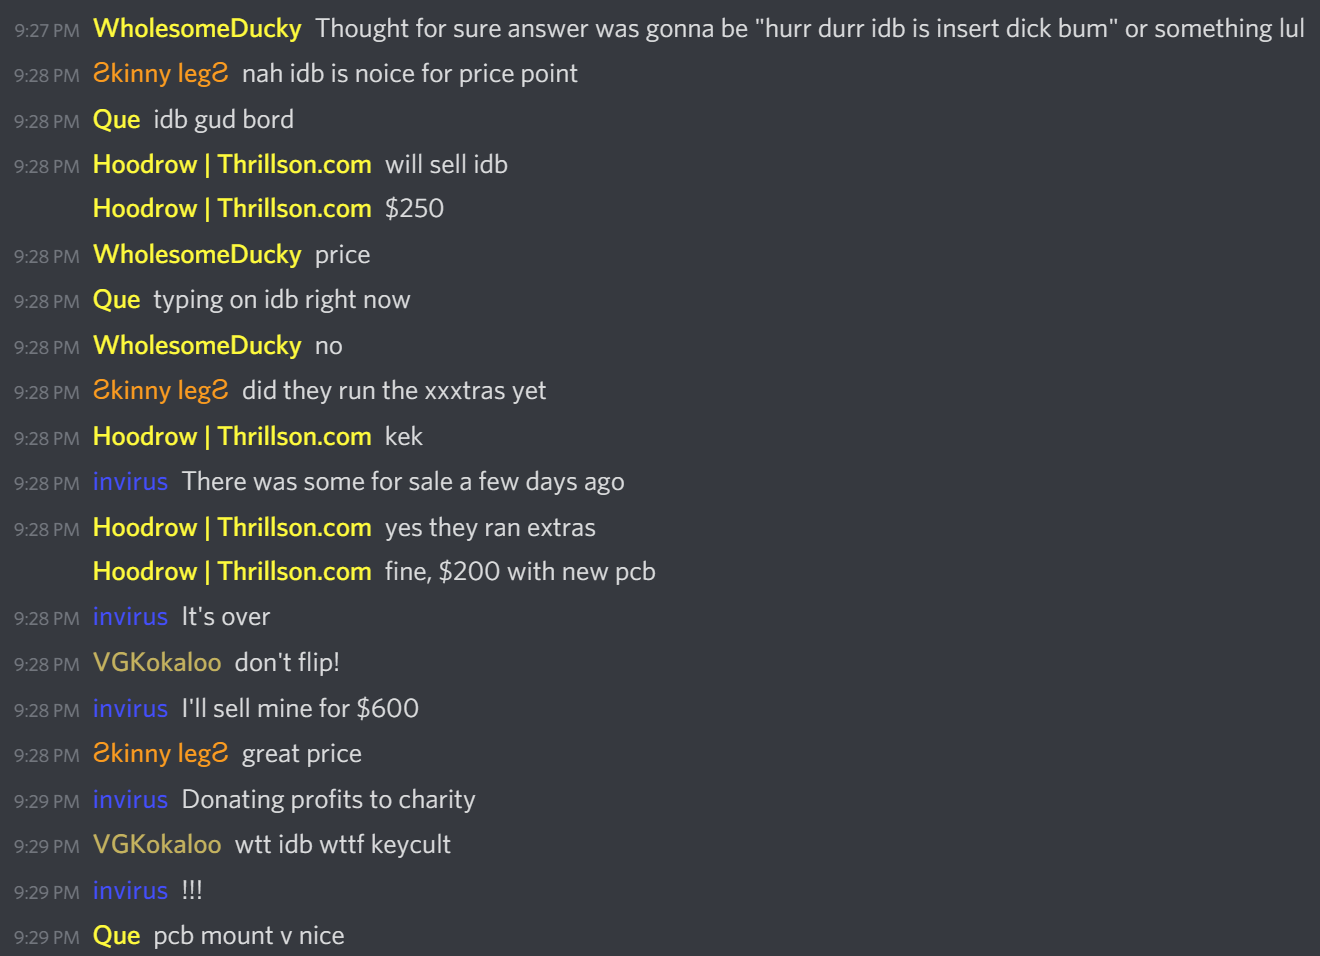 9:27 PM WholesomeDucky Thought for sure answer was gonna be "hurr durr idb is insert dick bum" or something lul
9:28 PM Ƨkinny legƧ nah idb is noice for price point
9:28 PM Que idb gud bord
9:28 PM Hoodrow | Thrillson.com will sell idb
Hoodrow | Thrillson.com $250
9:28 PM WholesomeDucky price
9:28 PM Que typing on idb right now
9:28 PM WholesomeDucky no
9:28 PM Ƨkinny legƧ did they run the xxxtras yet
9:28 PM Hoodrow | Thrillson.com kek
9:28 PM invirus There was some for sale a few days ago
9:28 PM Hoodrow | Thrillson.com yes they ran extras
Hoodrow | Thrillson.com fine, $200 with new pcb
9:28 PM invirus It's over
9:28 PM VGKokaloo don't flip!
9:28 PM invirus I'll sell mine for $600
9:28 PM Ƨkinny legƧ great price
9:29 PM invirus Donating profits to charity
9:29 PM VGKokaloo wtt idb wttf keycult
9:29 PM invirus !!!
9:29 PM Que pcb mount v nice